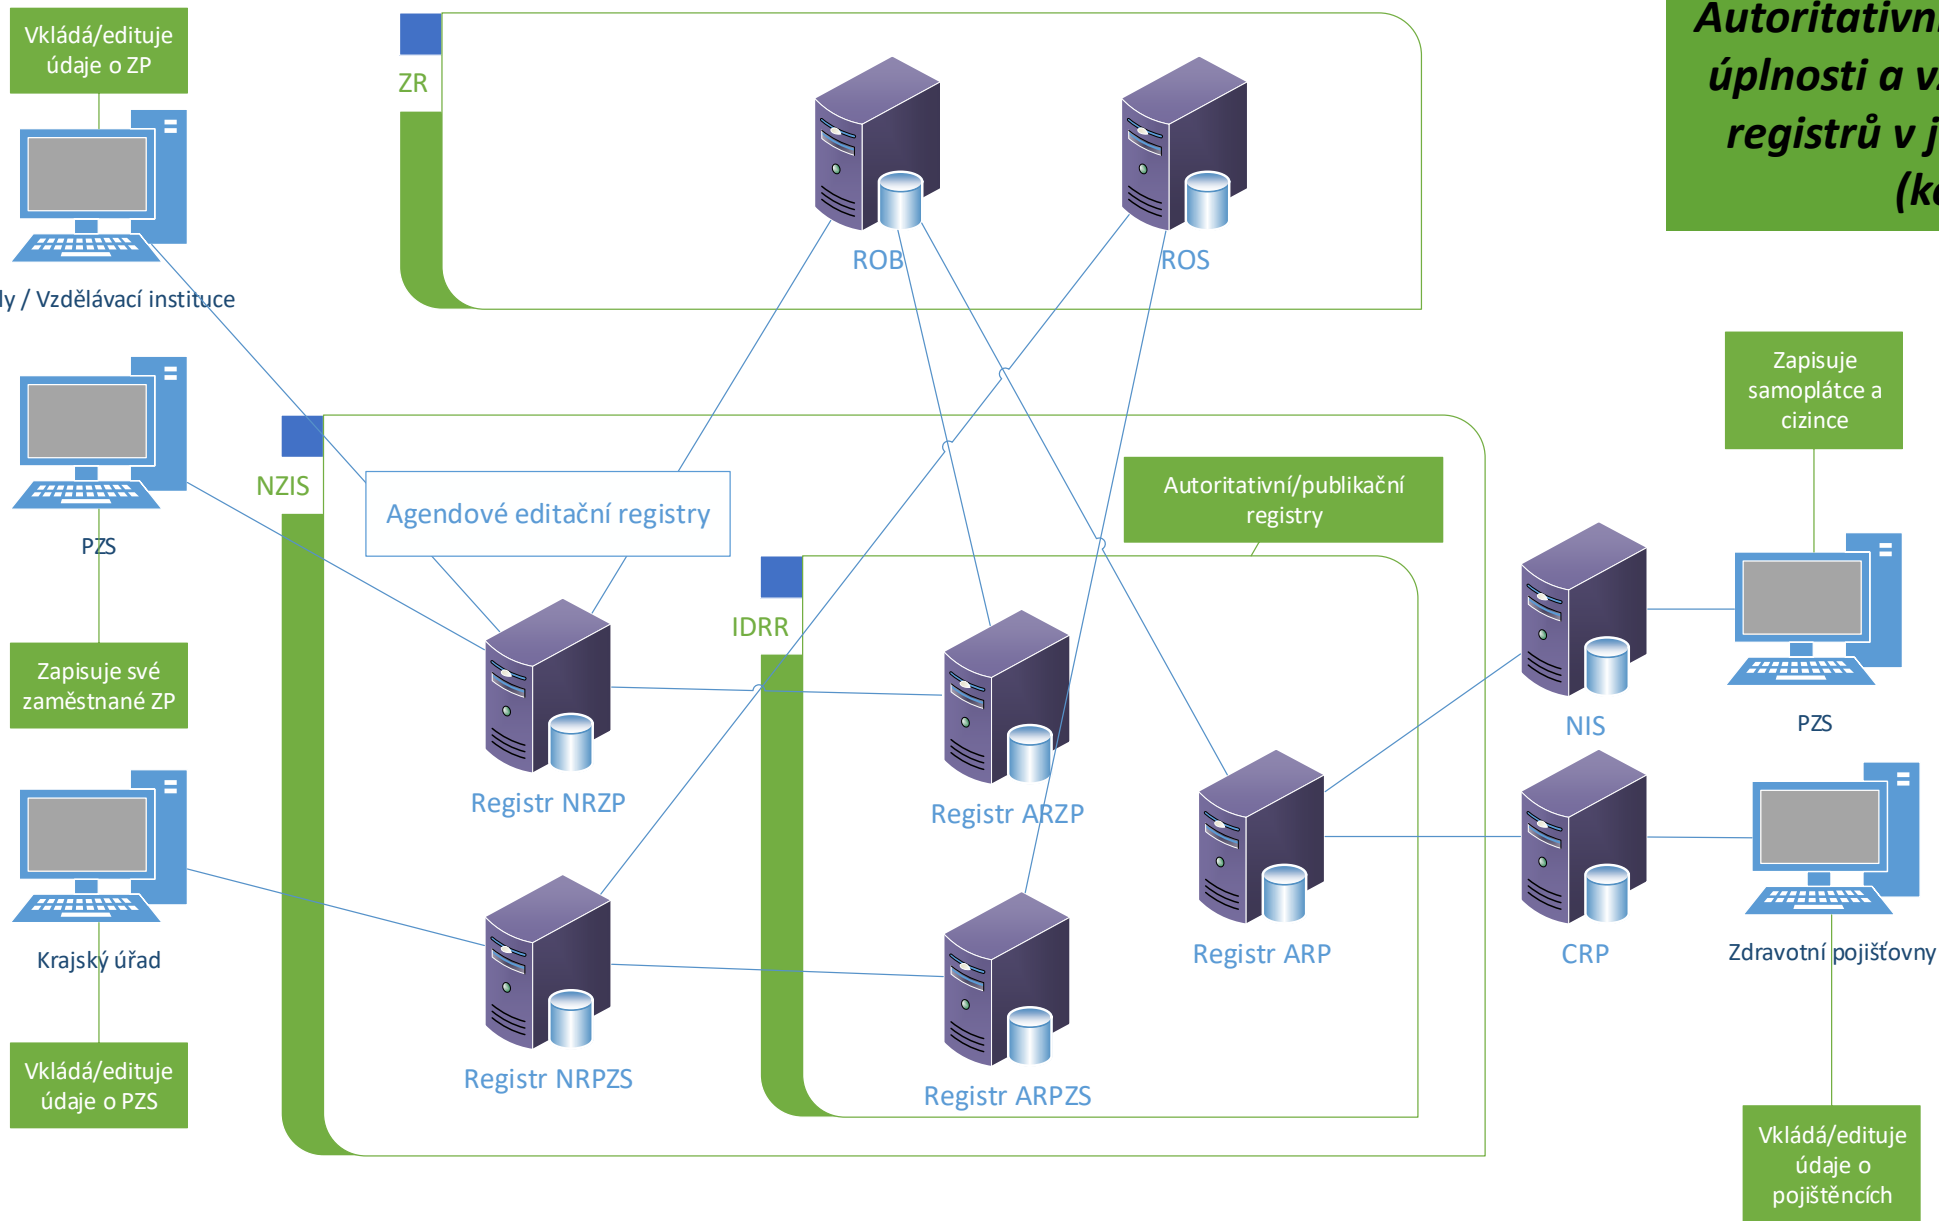 Vkládá/edituje
údaje o ZP
ZR
ROB
ROS
Autoritativní
úplnosti a
registrů v
/ Vzdělávací instituce
PZS
Zapisuje své
zaměstnané ZP
Krajský úřad
Vkládá/edituje
údaje o PZS
NZIS
Agendové editační registry
Autoritativní/publikační
registry
IDRR
Registr NRZP
Registr ARZP
Registr ARP
Registr NRPZS
Registr ARPZS
Zapisuje
samoplátce a
cizince
NIS
PZS
CRP
Zdravotní pojišťovny
Vkládá/edituje
údaje o
pojištěncích